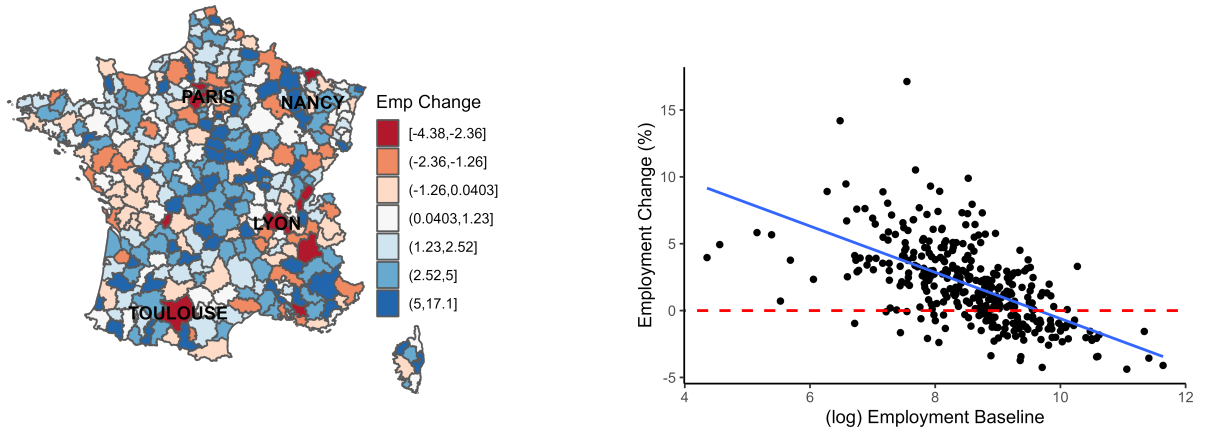 PARIS
NANCY
LYON
TOULOUSE
Emp Change
[-4.38,-2.36]
(-2.36,-1.26]
(-1.26,0.0403]
(0.0403,1.23]
(1.23,2.52]
(2.52,5]
(5,17.1]
Employment Change (%)
15
10
5
0
-5
4 6 8 10 12
(log) Employment Baseline